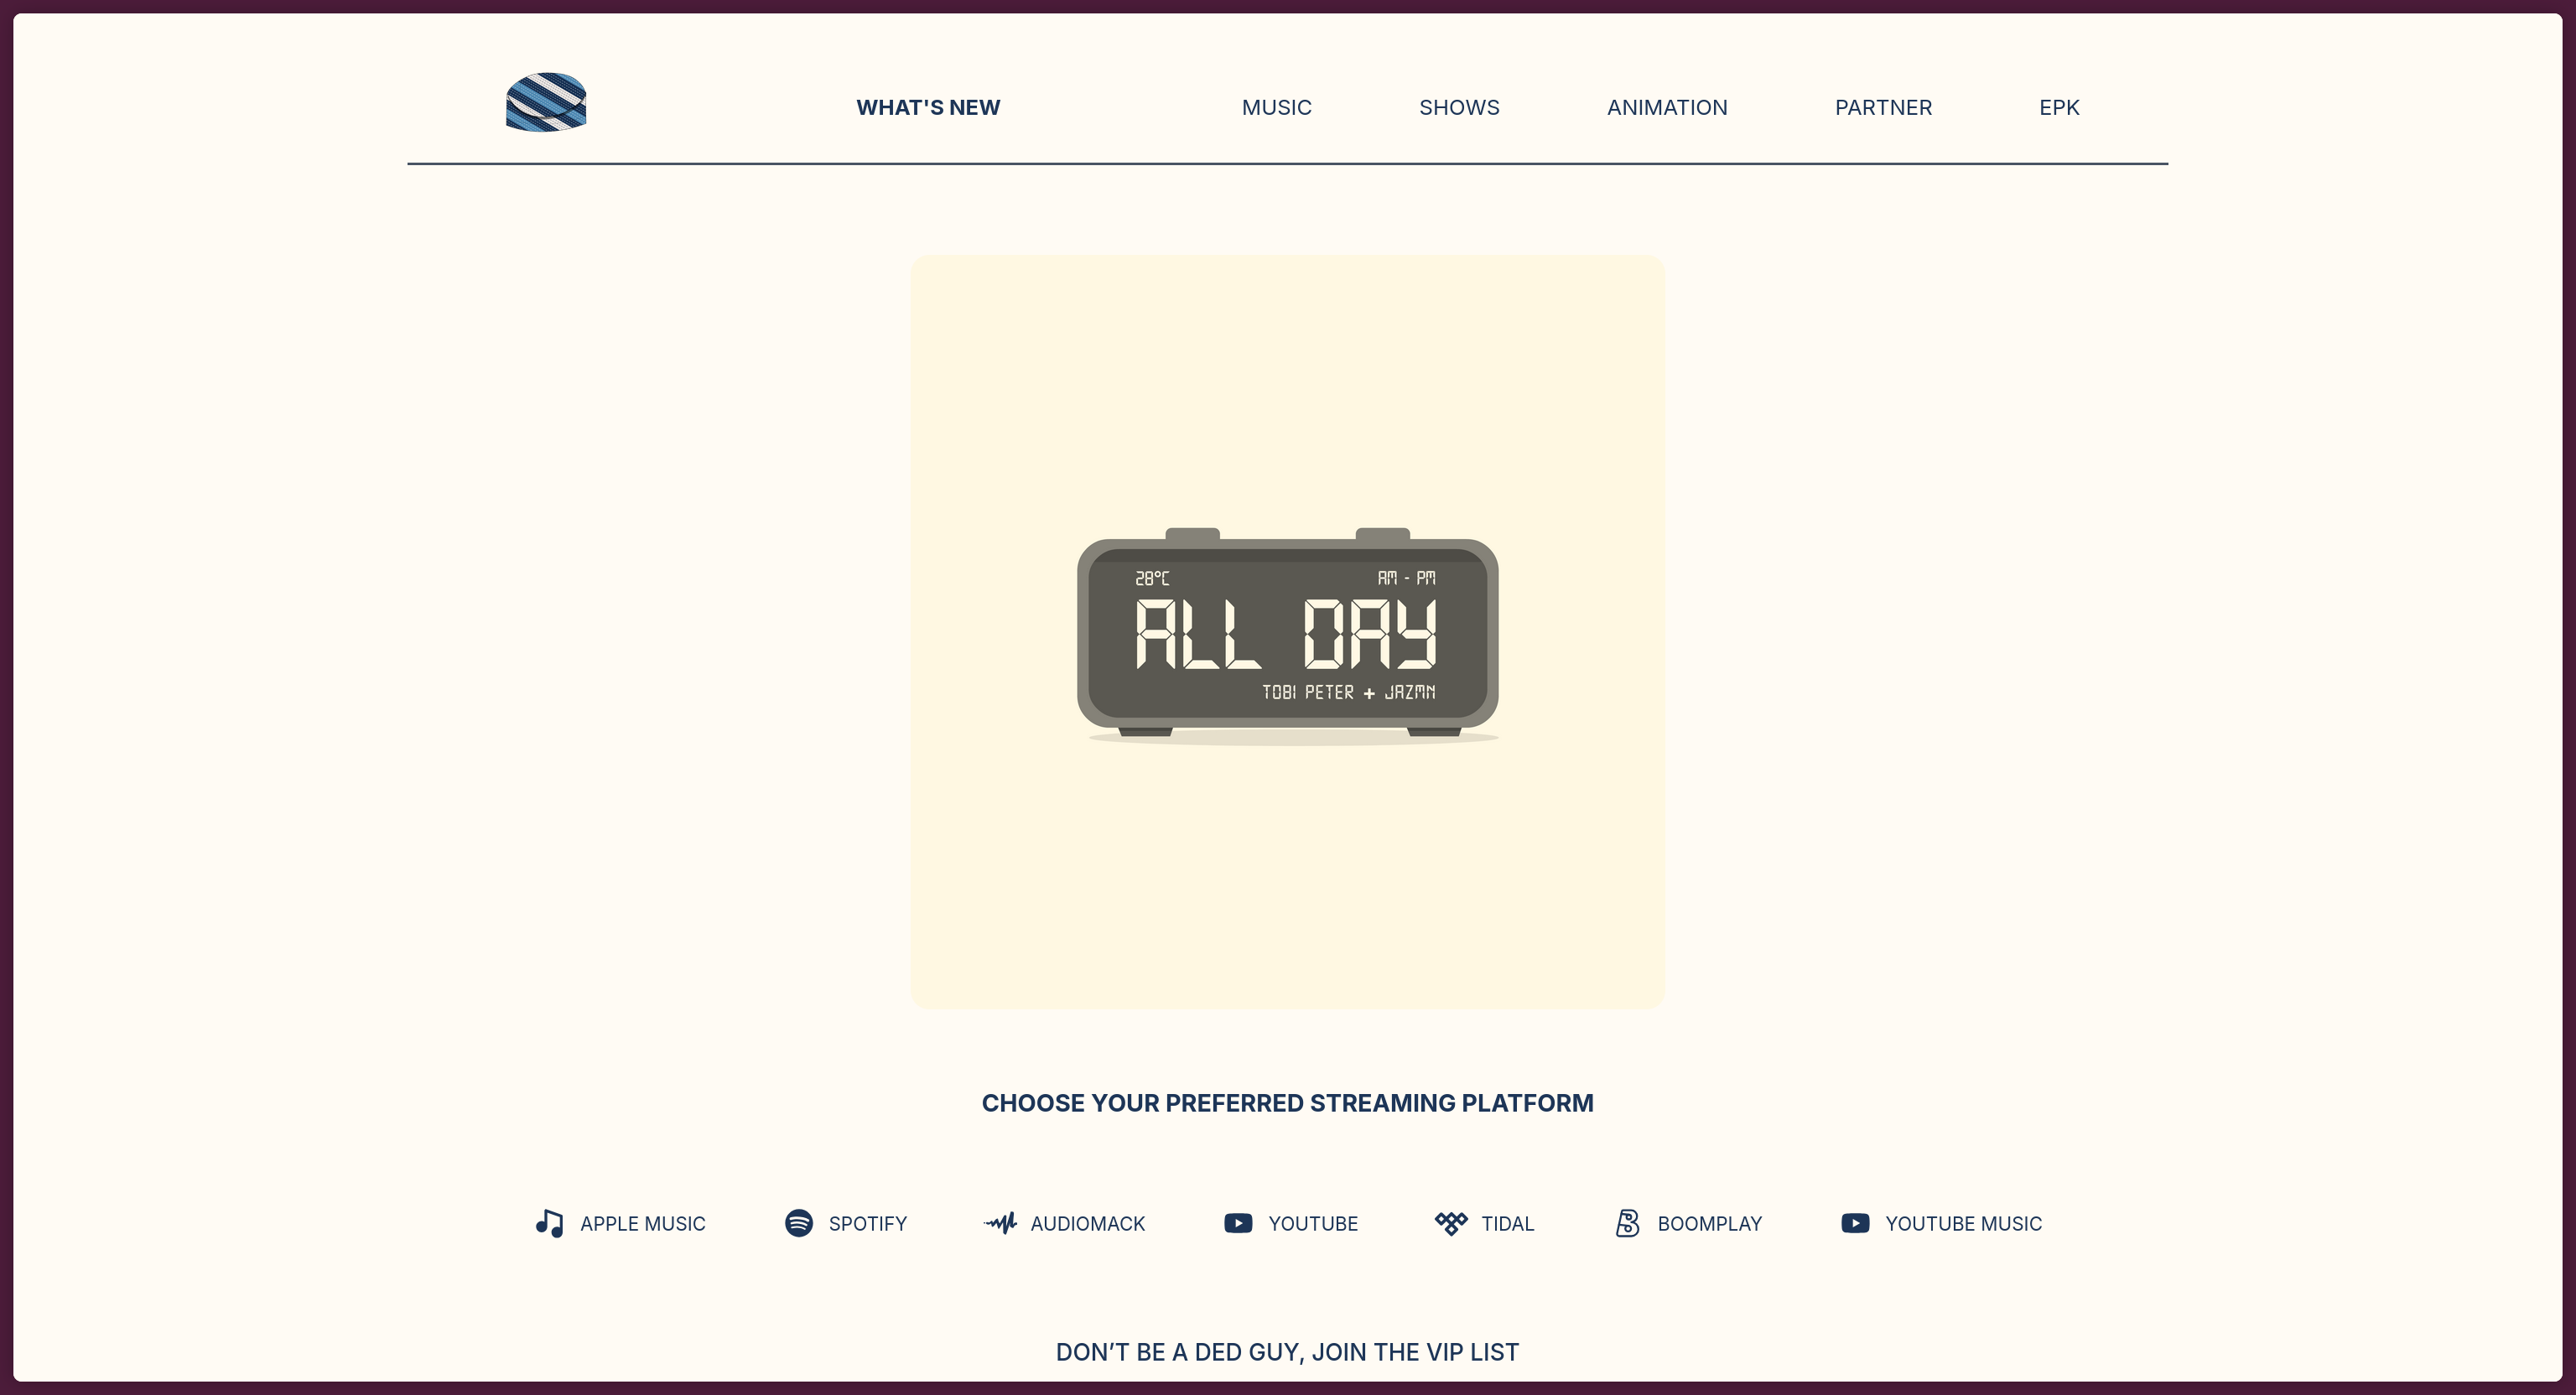 WHAT'S NEW MUSIC SHOWS ANIMATION PARTNER EPK
28°C AM - PM
ALL DAY
TOBI PETER + JAZMN
CHOOSE YOUR PREFERRED STREAMING PLATFORM
APPLE MUSIC SPOTIFY AUDIOMACK YOUTUBE TIDAL BOOMPLAY YOUTUBE MUSIC
DON’T BE A DED GUY, JOIN THE VIP LIST